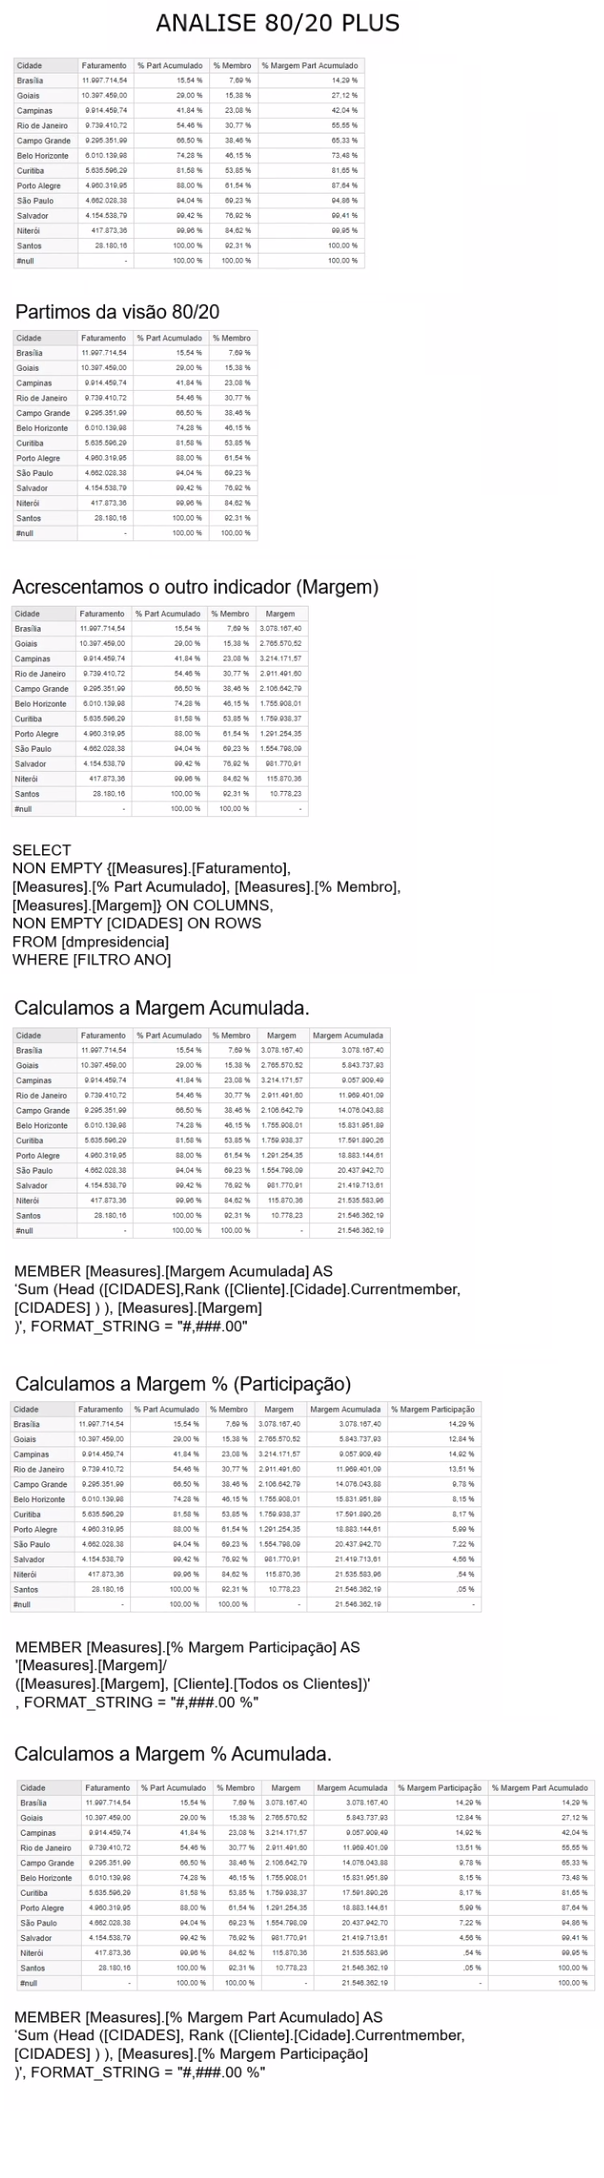 ANALISE 80/20 PLUS
Cidade Faturamento % Part Acumulado % Membro % Margem Part Acumulado
Brasília 11.997.714,54 15,54 % 7,69 % 14,29 %
Goiais 10.397.459,00 29,00 % 15,38 % 27,12 %
Campinas 9.914.459,74 41,84 % 23,08 % 42,04 %
Rio de Janeiro 9.739.410,72 54,46 % 30,77 % 55,55 %
Campo Grande 9.295.351,99 66,50 % 38,46 % 65,33 %
Belo Horizonte 6.010.139,98 74,28 % 46,15 % 73,48 %
Curitiba 5.635.596,29 81,58 % 53,85 % 81,65 %
Porto Alegre 4.960.319,95 88,00 % 61,54 % 87,64 %
São Paulo 4.662.028,38 94,04 % 69,23 % 94,86 %
Salvador 4.154.538,79 99,42 % 76,92 % 99,41 %
Niterói 417.873,36 99,96 % 84,62 % 99,95 %
Santos 28.180,16 100,00 % 92,31 % 100,00 %
#null - 100,00 % 100,00 % 100,00 %
Partimos da visão 80/20
Cidade Faturamento % Part Acumulado % Membro
Brasília 11.997.714,54 15,54 % 7,69 %
Goiais 10.397.459,00 29,00 % 15,38 %
Campinas 9.914.459,74 41,84 % 23,08 %
Rio de Janeiro 9.739.410,72 54,46 % 30,77 %
Campo Grande 9.295.351,99 66,50 % 38,46 %
Belo Horizonte 6.010.139,98 74,28 % 46,15 %
Curitiba 5.635.596,29 81,58 % 53,85 %
Porto Alegre 4.960.319,95 88,00 % 61,54 %
São Paulo 4.662.028,38 94,04 % 69,23 %
Salvador 4.154.538,79 99,42 % 76,92 %
Niterói 417.873,36 99,96 % 84,62 %
Santos 28.180,16 100,00 % 92,31 %
#null - 100,00 % 100,00 %
Acrescentamos o outro indicador (Margem)
Cidade Faturamento % Part Acumulado % Membro Margem
Brasília 11.997.714,54 15,54 % 7,69 % 3.078.167,40
Goiais 10.397.459,00 29,00 % 15,38 % 2.765.570,52
Campinas 9.914.459,74 41,84 % 23,08 % 3.214.171,57
Rio de Janeiro 9.739.410,72 54,46 % 30,77 % 2.911.491,60
Campo Grande 9.295.351,99 66,50 % 38,46 % 2.106.642,79
Belo Horizonte 6.010.139,98 74,28 % 46,15 % 1.755.908,01
Curitiba 5.635.596,29 81,58 % 53,85 % 1.759.938,37
Porto Alegre 4.960.319,95 88,00 % 61,54 % 1.291.254,35
São Paulo 4.662.028,38 94,04 % 69,23 % 1.554.798,09
Salvador 4.154.538,79 99,42 % 76,92 % 981.770,91
Niterói 417.873,36 99,96 % 84,62 % 115.870,36
Santos 28.180,16 100,00 % 92,31 % 10.778,23
#null - 100,00 % 100,00 % -
SELECT
NON EMPTY {[Measures].[Faturamento],
[Measures].[% Part Acumulado], [Measures].[% Membro],
[Measures].[Margem]} ON COLUMNS,
NON EMPTY [CIDADES] ON ROWS
FROM [dmpresidencia]
WHERE [FILTRO ANO]
Calculamos a Margem Acumulada.
Cidade Faturamento % Part Acumulado % Membro Margem Margem Acumulada
Brasília 11.997.714,54 15,54 % 7,69 % 3.078.167,40 3.078.167,40
Goiais 10.397.459,00 29,00 % 15,38 % 2.765.570,52 5.843.737,93
Campinas 9.914.459,74 41,84 % 23,08 % 3.214.171,57 9.057.909,49
Rio de Janeiro 9.739.410,72 54,46 % 30,77 % 2.911.491,60 11.969.401,09
Campo Grande 9.295.351,99 66,50 % 38,46 % 2.106.642,79 14.076.043,88
Belo Horizonte 6.010.139,98 74,28 % 46,15 % 1.755.908,01 15.831.951,89
Curitiba 5.635.596,29 81,58 % 53,85 % 1.759.938,37 17.591.890,26
Porto Alegre 4.960.319,95 88,00 % 61,54 % 1.291.254,35 18.883.144,61
São Paulo 4.662.028,38 94,04 % 69,23 % 1.554.798,09 20.437.942,70
Salvador 4.154.538,79 99,42 % 76,92 % 981.770,91 21.419.713,61
Niterói 417.873,36 99,96 % 84,62 % 115.870,36 21.535.583,96
Santos 28.180,16 100,00 % 92,31 % 10.778,23 21.546.362,19
#null - 100,00 % 100,00 % - 21.546.362,19
MEMBER [Measures].[Margem Acumulada] AS
'Sum (Head ([CIDADES],Rank ([Cliente].[Cidade].Currentmember,
[CIDADES] ) ), [Measures].[Margem]
)', FORMAT_STRING = "#,###.00"
Calculamos a Margem % (Participação)
Cidade Faturamento % Part Acumulado % Membro Margem Margem Acumulada % Margem Participação
Brasília 11.997.714,54 15,54 % 7,69 % 3.078.167,40 3.078.167,40 14,29 %
Goiais 10.397.459,00 29,00 % 15,38 % 2.765.570,52 5.843.737,93 12,84 %
Campinas 9.914.459,74 41,84 % 23,08 % 3.214.171,57 9.057.909,49 14,92 %
Rio de Janeiro 9.739.410,72 54,46 % 30,77 % 2.911.491,60 11.969.401,09 13,51 %
Campo Grande 9.295.351,99 66,50 % 38,46 % 2.106.642,79 14.076.043,88 9,78 %
Belo Horizonte 6.010.139,98 74,28 % 46,15 % 1.755.908,01 15.831.951,89 8,15 %
Curitiba 5.635.596,29 81,58 % 53,85 % 1.759.938,37 17.591.890,26 8,17 %
Porto Alegre 4.960.319,95 88,00 % 61,54 % 1.291.254,35 18.883.144,61 5,99 %
São Paulo 4.662.028,38 94,04 % 69,23 % 1.554.798,09 20.437.942,70 7,22 %
Salvador 4.154.538,79 99,42 % 76,92 % 981.770,91 21.419.713,61 4,56 %
Niterói 417.873,36 99,96 % 84,62 % 115.870,36 21.535.583,96 ,54 %
Santos 28.180,16 100,00 % 92,31 % 10.778,23 21.546.362,19 ,05 %
#null - 100,00 % 100,00 % - 21.546.362,19 -
MEMBER [Measures].[% Margem Participação] AS
'[Measures].[Margem]/
([Measures].[Margem], [Cliente].[Todos os Clientes])'
, FORMAT_STRING = "#,###.00 %"
Calculamos a Margem % Acumulada.
Cidade Faturamento % Part Acumulado % Membro Margem Margem Acumulada % Margem Participação % Margem Part Acumulado
Brasília 11.997.714,54 15,54 % 7,69 % 3.078.167,40 3.078.167,40 14,29 % 14,29 %
Goiais 10.397.459,00 29,00 % 15,38 % 2.765.570,52 5.843.737,93 12,84 % 27,12 %
Campinas 9.914.459,74 41,84 % 23,08 % 3.214.171,57 9.057.909,49 14,92 % 42,04 %
Rio de Janeiro 9.739.410,72 54,46 % 30,77 % 2.911.491,60 11.969.401,09 13,51 % 55,55 %
Campo Grande 9.295.351,99 66,50 % 38,46 % 2.106.642,79 14.076.043,88 9,78 % 65,33 %
Belo Horizonte 6.010.139,98 74,28 % 46,15 % 1.755.908,01 15.831.951,89 8,15 % 73,48 %
Curitiba 5.635.596,29 81,58 % 53,85 % 1.759.938,37 17.591.890,26 8,17 % 81,65 %
Porto Alegre 4.960.319,95 88,00 % 61,54 % 1.291.254,35 18.883.144,61 5,99 % 87,64 %
São Paulo 4.662.028,38 94,04 % 69,23 % 1.554.798,09 20.437.942,70 7,22 % 94,86 %
Salvador 4.154.538,79 99,42 % 76,92 % 981.770,91 21.419.713,61 4,56 % 99,41 %
Niterói 417.873,36 99,96 % 84,62 % 115.870,36 21.535.583,96 ,54 % 99,95 %
Santos 28.180,16 100,00 % 92,31 % 10.778,23 21.546.362,19 ,05 % 100,00 %
#null - 100,00 % 100,00 % - 21.546.362,19 - 100,00 %
MEMBER [Measures].[% Margem Part Acumulado] AS
'Sum (Head ([CIDADES], Rank ([Cliente].[Cidade].Currentmember,
[CIDADES] ) ), [Measures].[% Margem Participação]
)', FORMAT_STRING = "#,###.00 %"